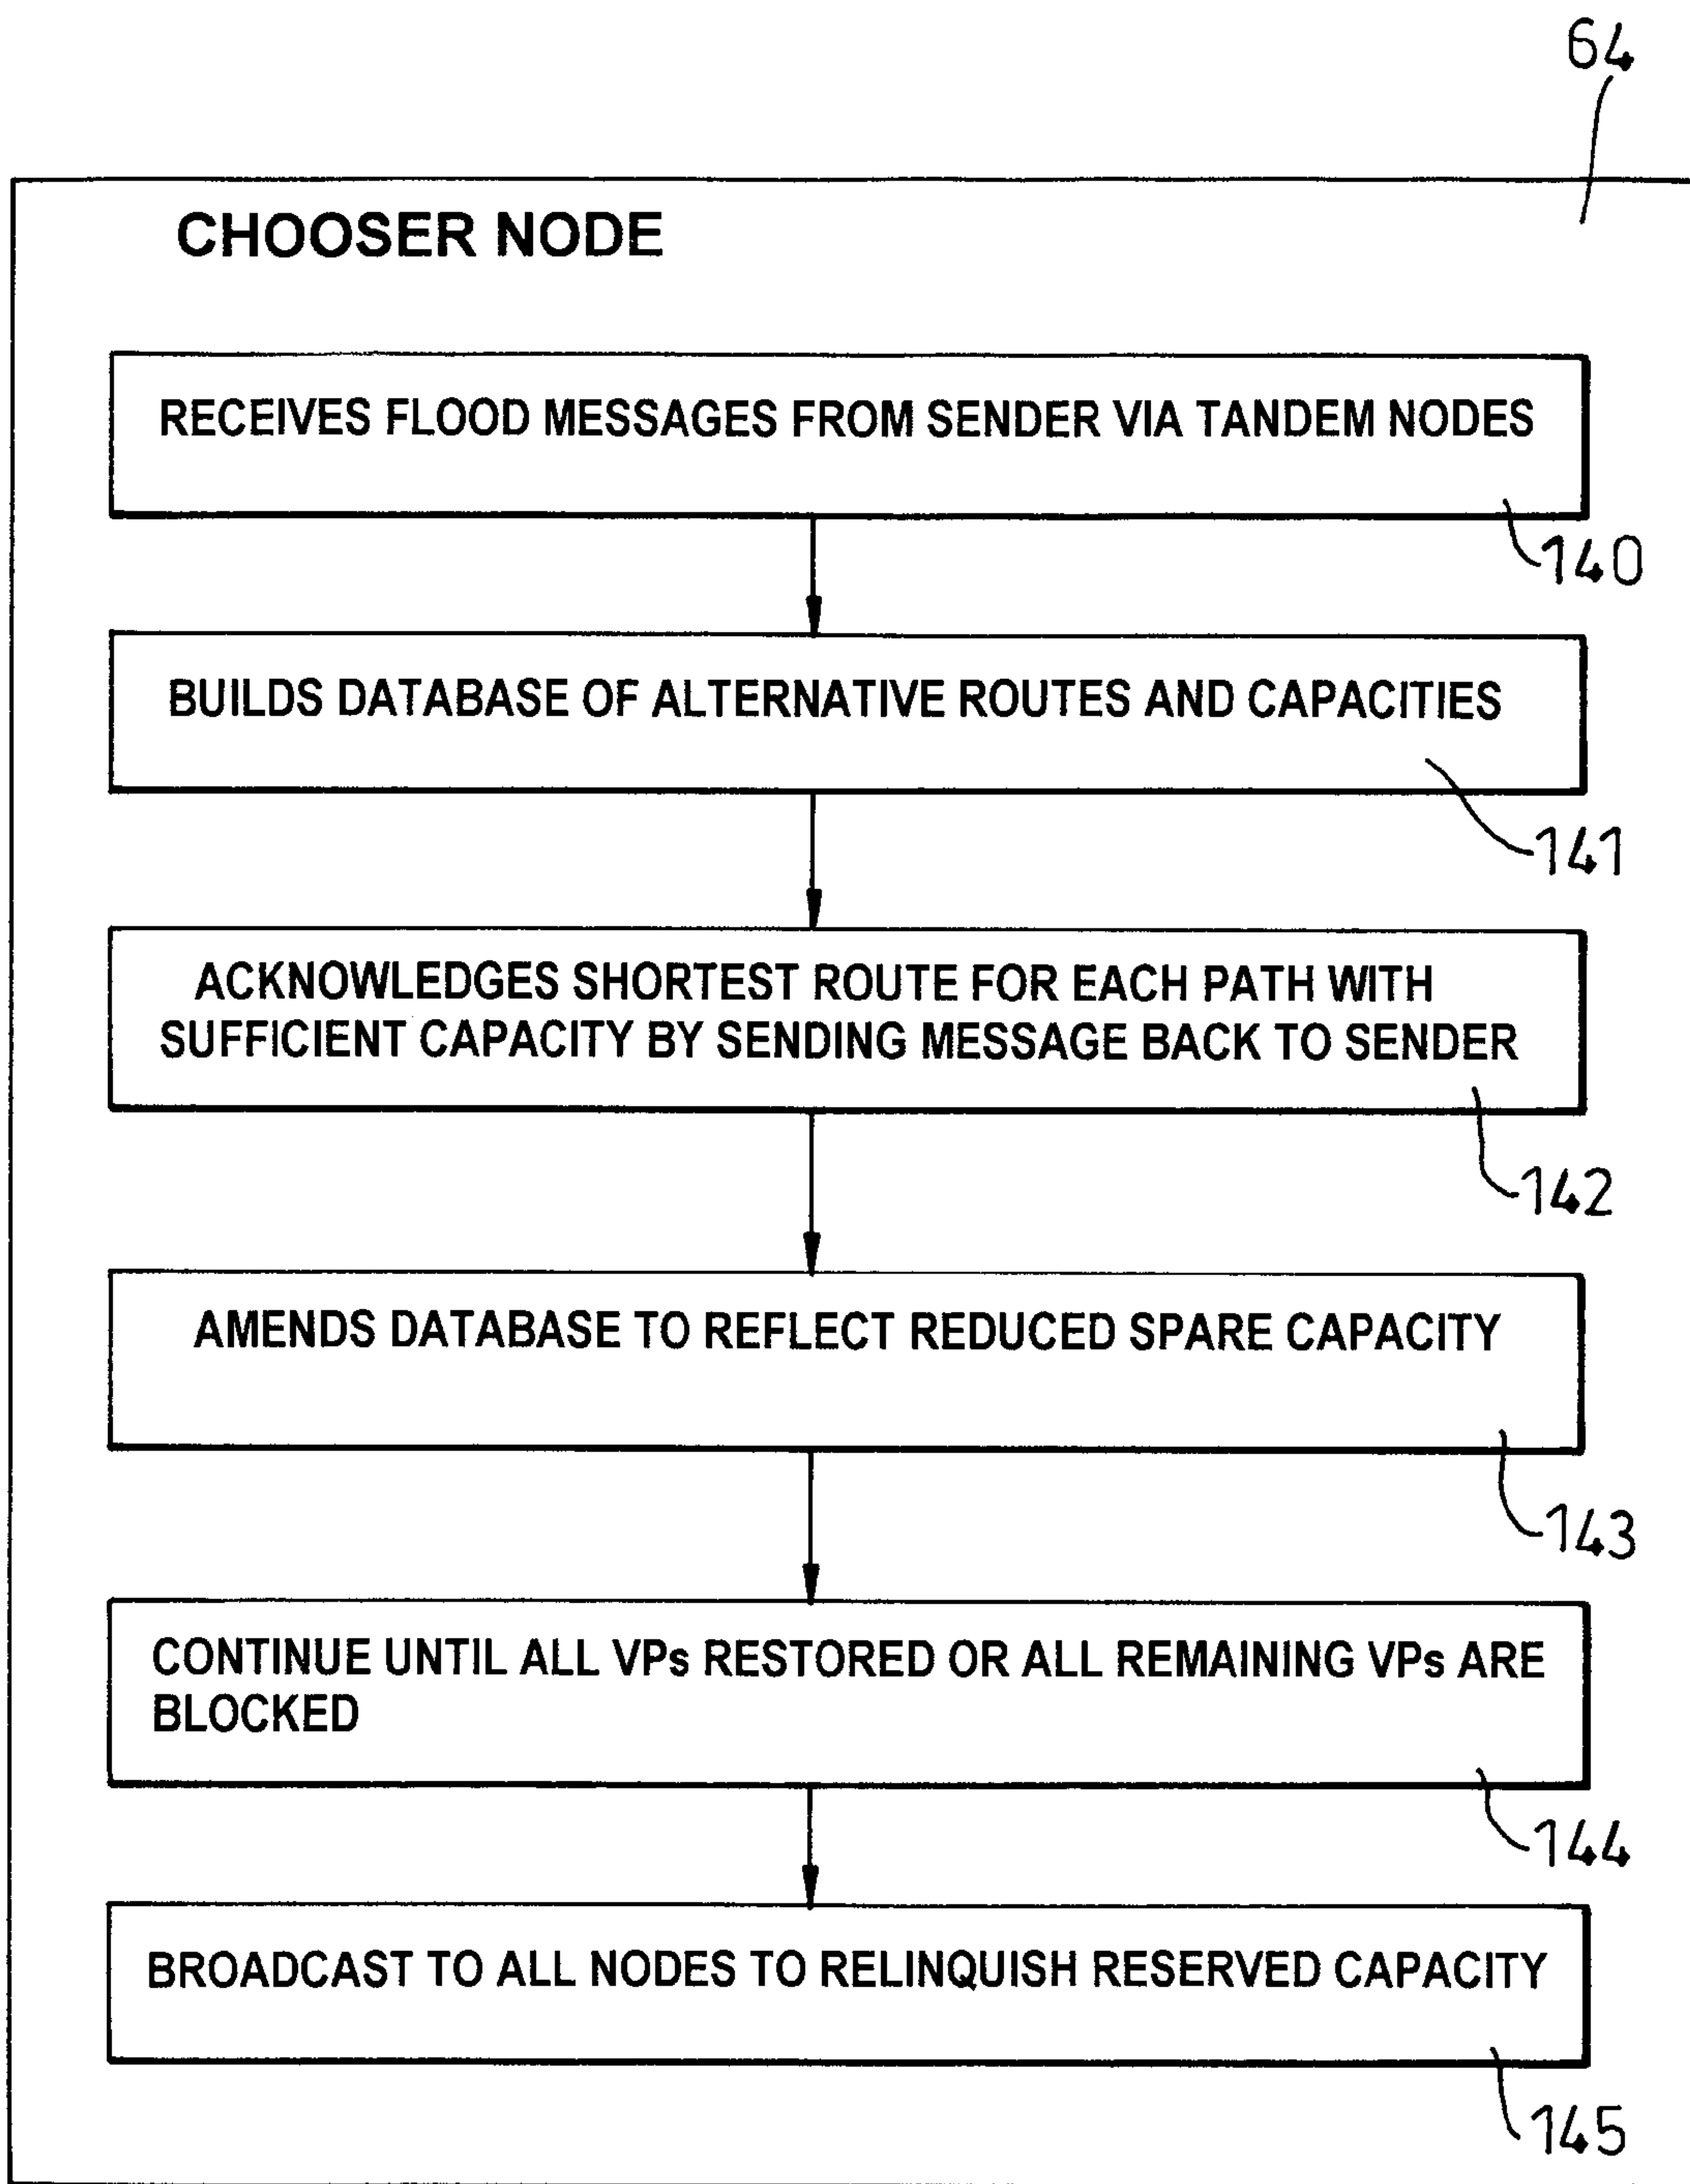 64
CHOOSER NODE
RECEIVES FLOOD MESSAGES FROM SENDER VIA TANDEM NODES
140
BUILDS DATABASE OF ALTERNATIVE ROUTES AND CAPACITIES
141
ACKNOWLEDGES SHORTEST ROUTE FOR EACH PATH WITH
SUFFICIENT CAPACITY BY SENDING MESSAGE BACK TO SENDER
142
AMENDS DATABASE TO REFLECT REDUCED SPARE CAPACITY
143
CONTINUE UNTIL ALL VPs RESTORED OR ALL REMAINING VPs ARE
BLOCKED
144
BROADCAST TO ALL NODES TO RELINQUISH RESERVED CAPACITY
145